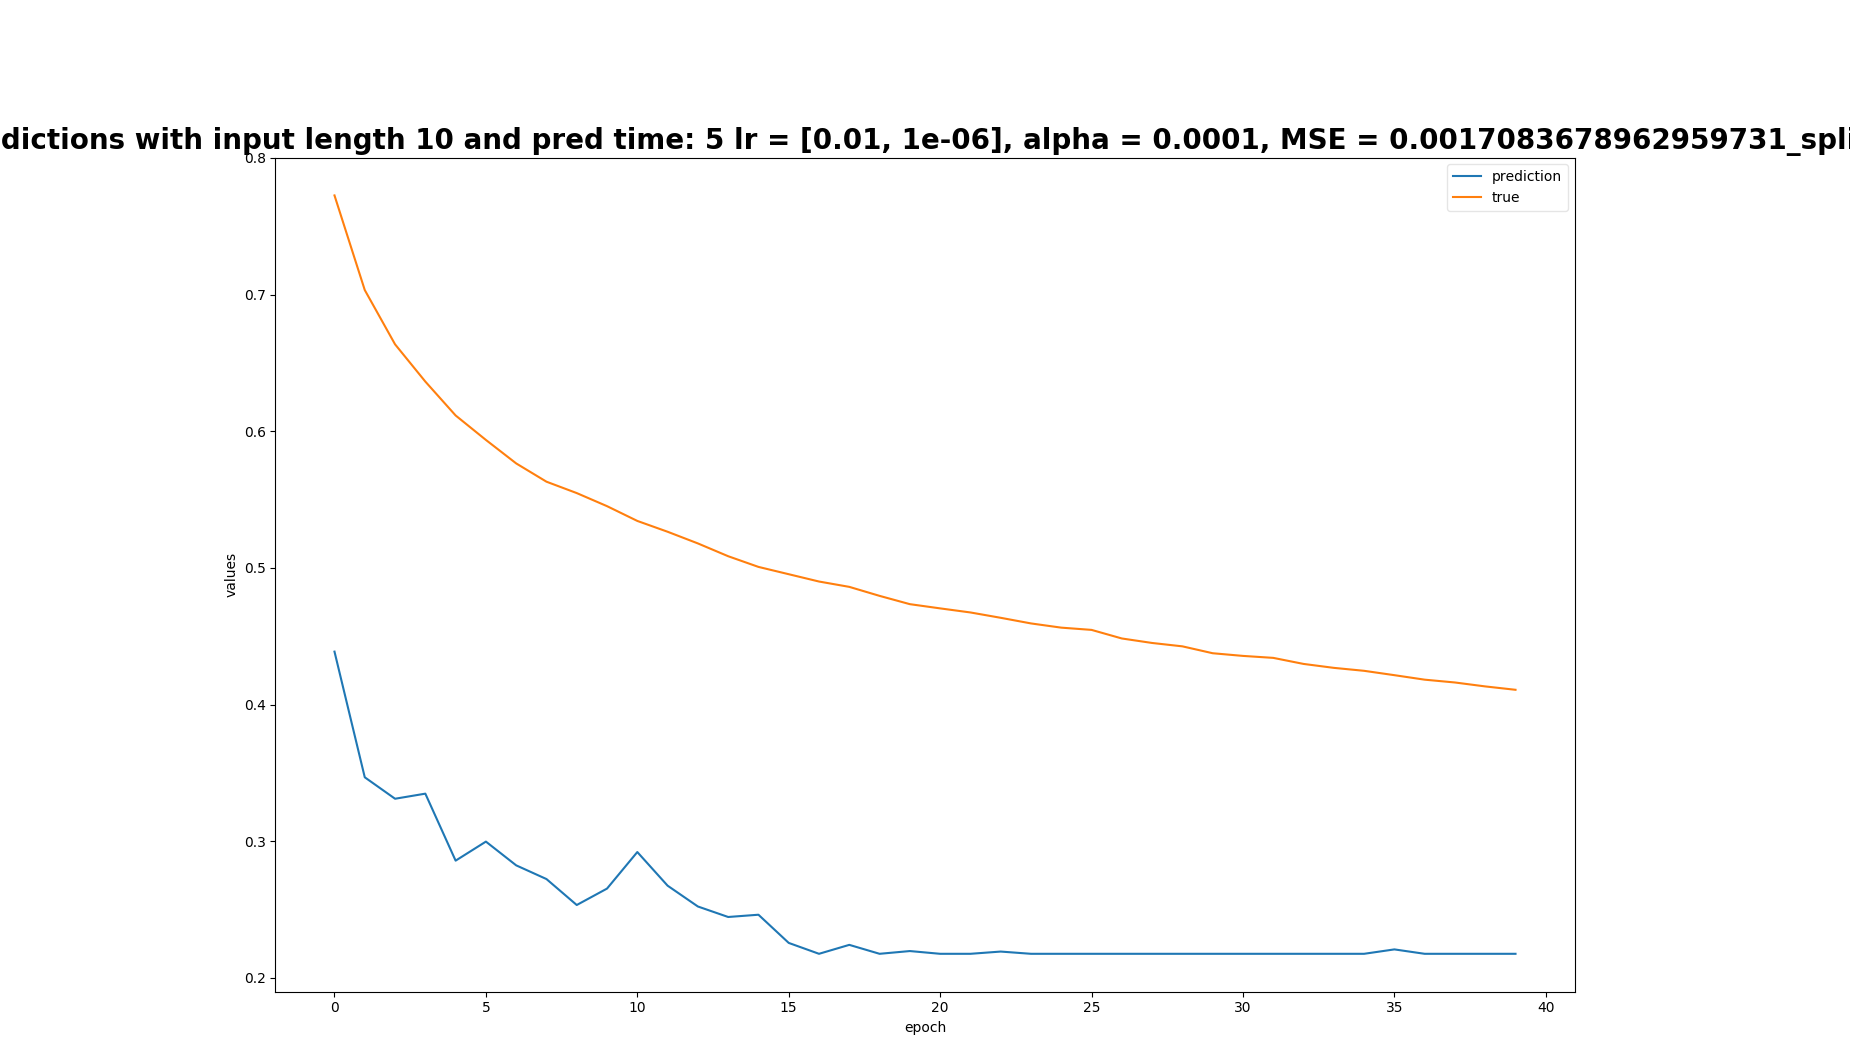 dictions with input length 10 and pred time: 5 lr = [0.01, 1e-06], alpha = 0.0001, MSE = 0.0017083678962959731_spli
prediction
true
0.8
0.7
0.6
0.5
0.4
0.3
0.2
values
0 5 10 15 20 25 30 35 40
epoch